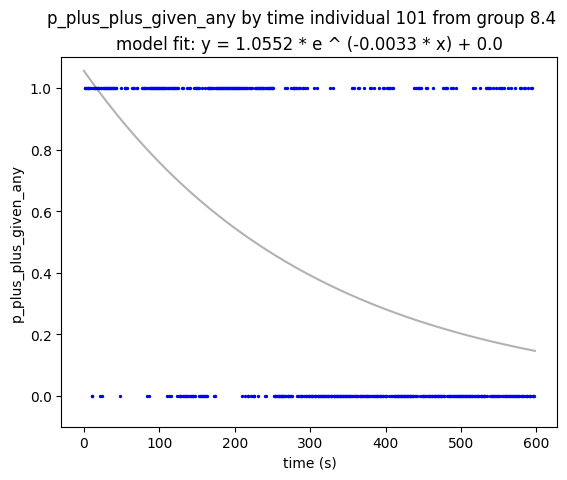 p_plus_plus_given_any by time individual 101 from group 8.4
model fit: y = 1.0552 * e ^ (-0.0033 * x) + 0.0
1.0
0.8
0.6
0.4
0.2
0.0
p_plus_plus_given_any
0 100 200 300 400 500 600
time (s)